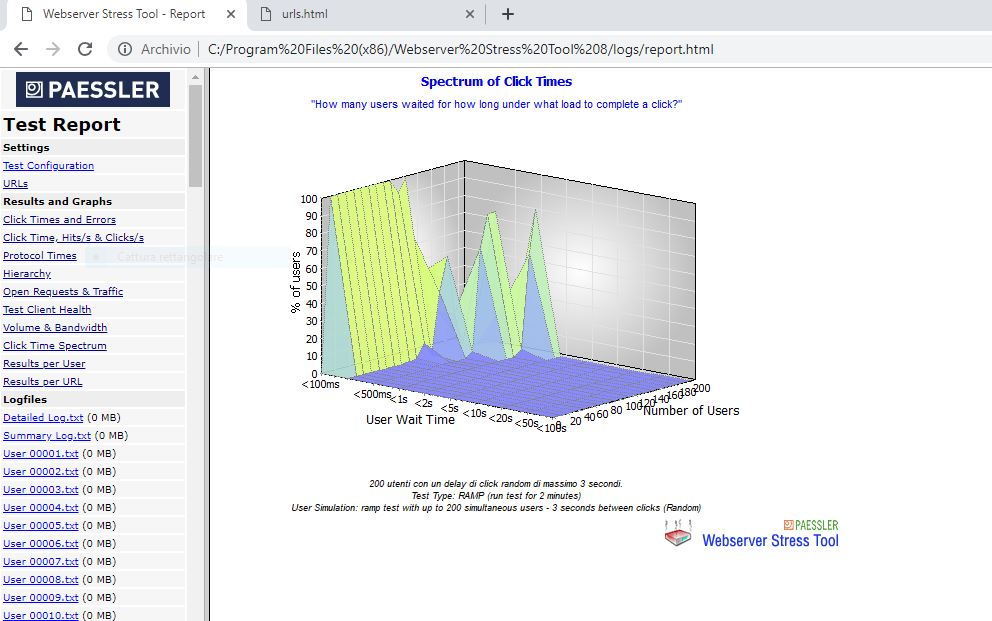 Webserver Stress Tool - Report
urls.html
Archivio
C:/Program%20Files%20(x86)/Webserver%20Stress%20Tool%208/logs/report.html
PAESSLER
Test Report
Settings
Test Configuration
URLs
Results and Graphs
Click Times and Errors
Click Time, Hits/s & Clicks/s
Protocol Times
Cattura rettangolare
Hierarchy
Open Requests & Traffic
Test Client Health
Volume & Bandwidth
Click Time Spectrum
Results per User
Results per URL
Logfiles
Detailed Log.txt (0 MB)
Summary Log.txt (0 MB)
User 00001.txt (0 MB)
User 00002.txt (0 MB)
User 00003.txt (0 MB)
User 00004.txt (0 MB)
User 00005.txt (0 MB)
User 00006.txt (0 MB)
User 00007.txt (0 MB)
User 00008.txt (0 MB)
User 00009.txt (0 MB)
User 00010.txt (0 MB)
Spectrum of Click Times
"How many users waited for how long under what load to complete a click?"
% of users
100
90
80
70
60
50
40
30
20
10
0
<100ms
<500ms
<1s
<2s
<5s
<10s
<20s
<50s
<100s
User Wait Time
0
20
40
60
80
100
120
140
160
180
200
Number of Users
200 utenti con un delay di click random di massimo 3 secondi.
Test Type: RAMP (run test for 2 minutes)
User Simulation: ramp test with up to 200 simultaneous users - 3 seconds between clicks (Random)
PAESSLER
Webserver Stress Tool